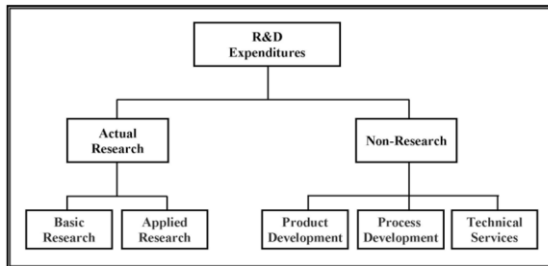 R&D
Expenditures
Actual
Research
Non-Research
Basic
Research
Applied
Research
Product
Development
Process
Development
Technical
Services